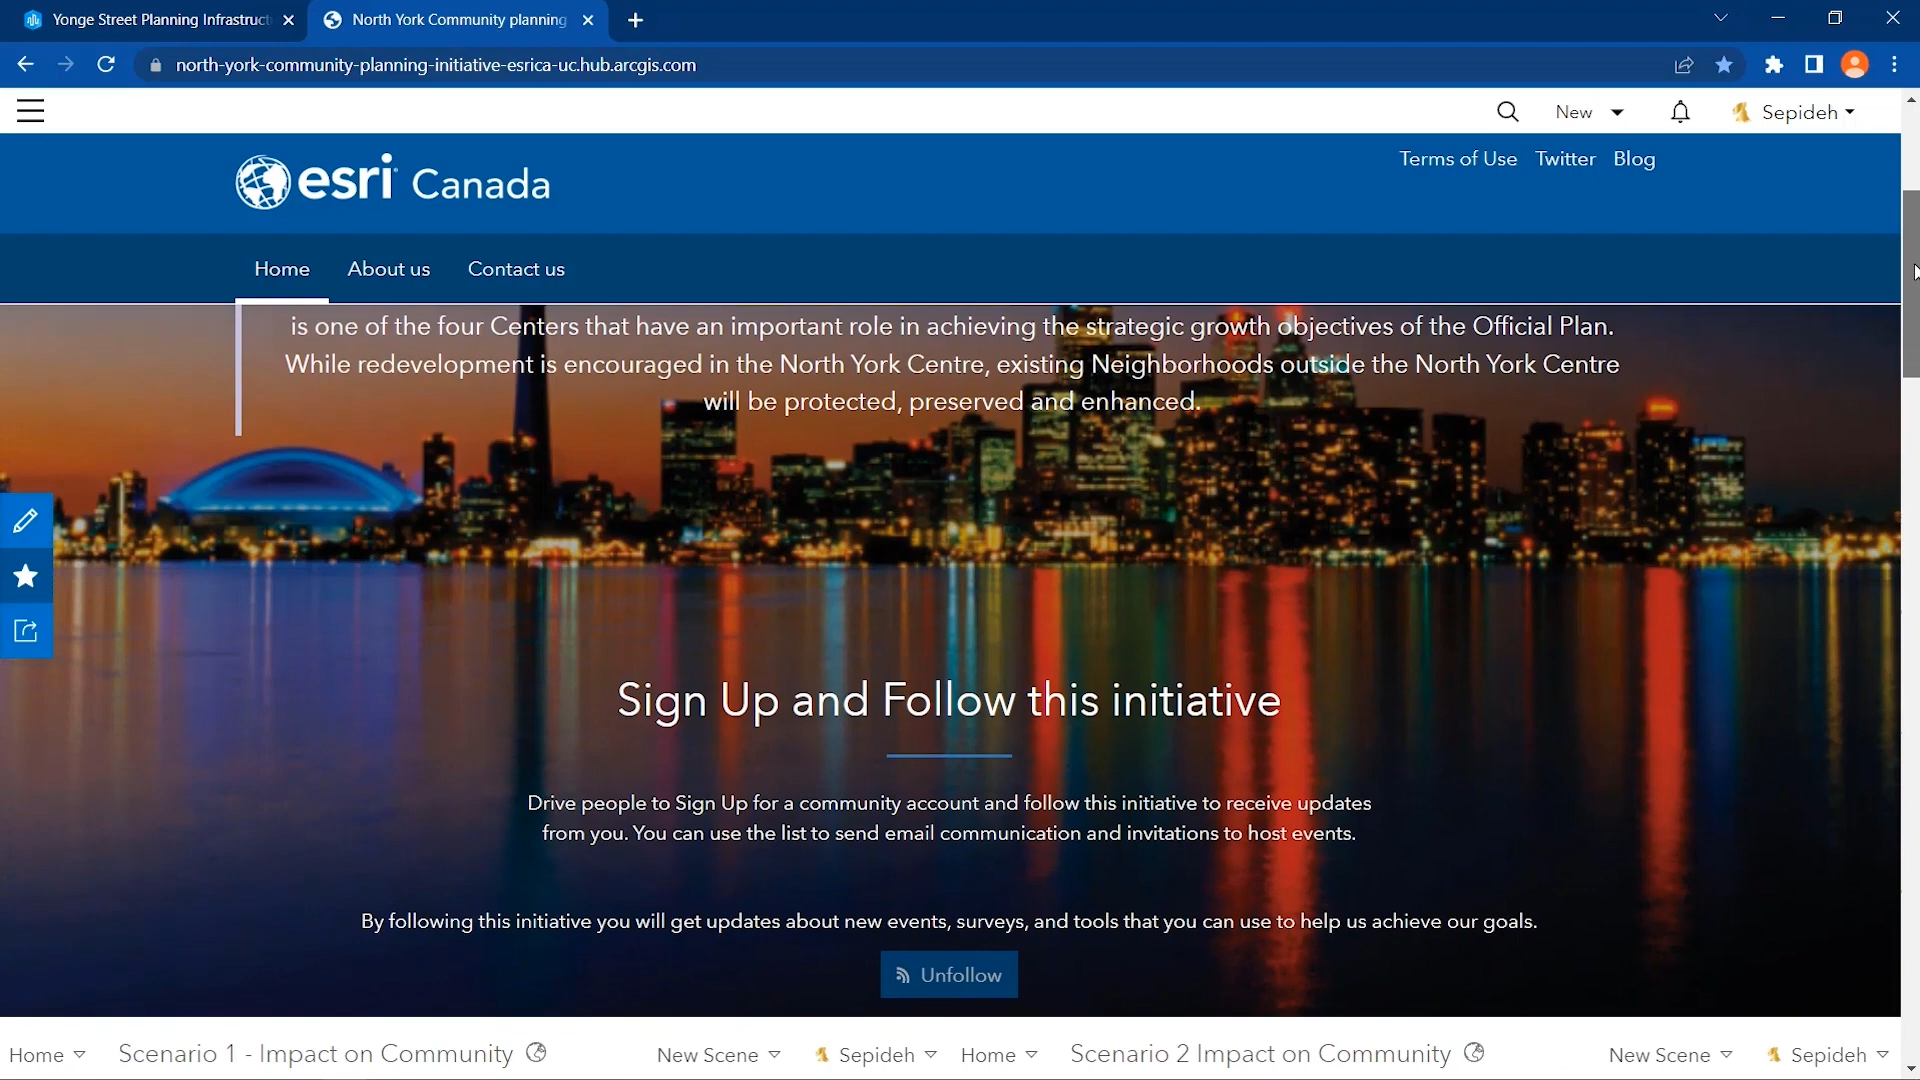 Yonge Street Planning Infrastruct
North York Community planning
north-york-community-planning-initiative-esrica-uc.hub.arcgis.com
New
Sepideh
esri Canada
Terms of Use Twitter Blog
Home About us Contact us
is one of the four Centers that have an important role in achieving the strategic growth objectives of the Official Plan.
While redevelopment is encouraged in the North York Centre, existing Neighborhoods outside the North York Centre
will be protected, preserved and enhanced.
Sign Up and Follow this initiative
Drive people to Sign Up for a community account and follow this initiative to receive updates
from you. You can use the list to send email communication and invitations to host events.
By following this initiative you will get updates about new events, surveys, and tools that you can use to help us achieve our goals.
Unfollow
Home Scenario 1 - Impact on Community New Scene Sepideh
Home Scenario 2 Impact on Community New Scene Sepideh